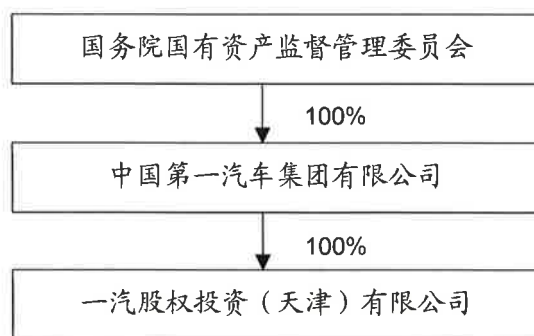 国务院国有资产监督管理委员会
100%
中国第一汽车集团有限公司
100%
一汽股权投资（天津）有限公司